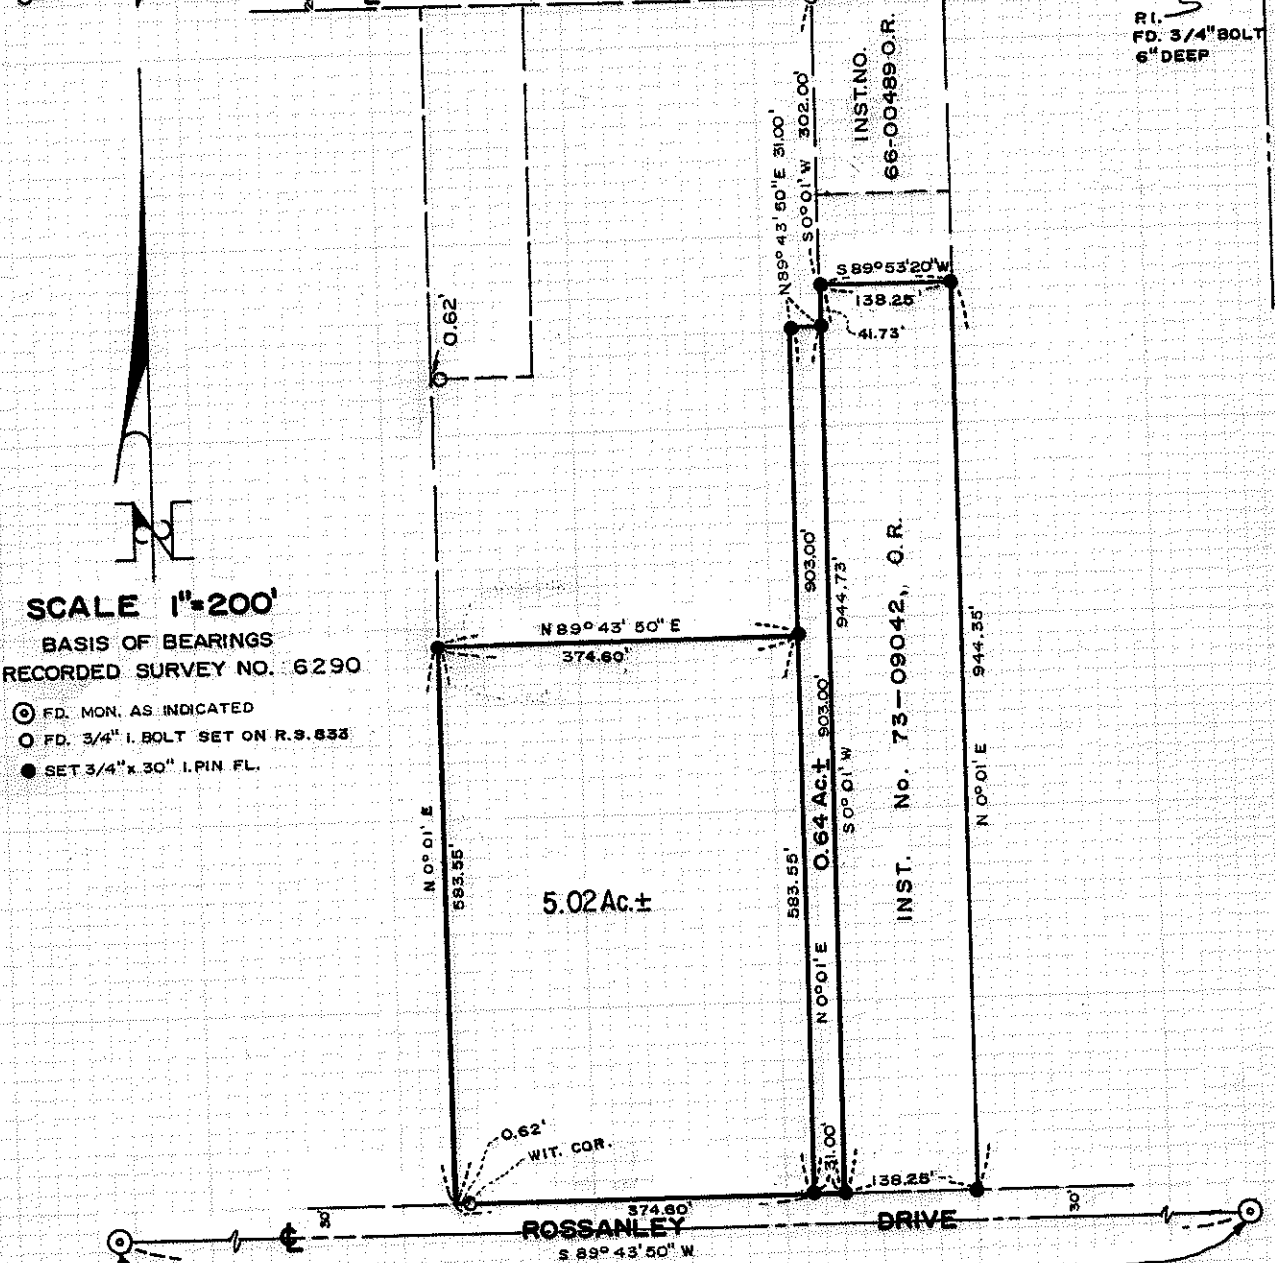 P.I.
FD. 3/4" BOLT
6" DEEP
INST. NO.
66-00489 O.R.
302.00'
S 0° 01' W
N 89° 43' 50" E 31.00'
S 89° 53' 20" W
138.25'
41.73'
0.62'
SCALE 1"=200'
BASIS OF BEARINGS
RECORDED SURVEY NO. 6290
FD. MON. AS INDICATED
FD. 3/4" I. BOLT SET ON R.S. 833
SET 3/4" x 30" I. PIN FL.
N 89° 43' 50" E
374.60'
903.00'
944.73'
944.35'
N 0° 01' E
INST. No. 73-09042, O.R.
903.00'
S 0° 01' W
0.64 Ac.±
N 0° 01' E
583.55'
5.02 Ac.±
583.55'
N 0° 01' E
0.62'
WIT. COR.
31.00'
138.25'
374.60'
30'
30'
ROSSANLEY DRIVE
S 89° 43' 50" W